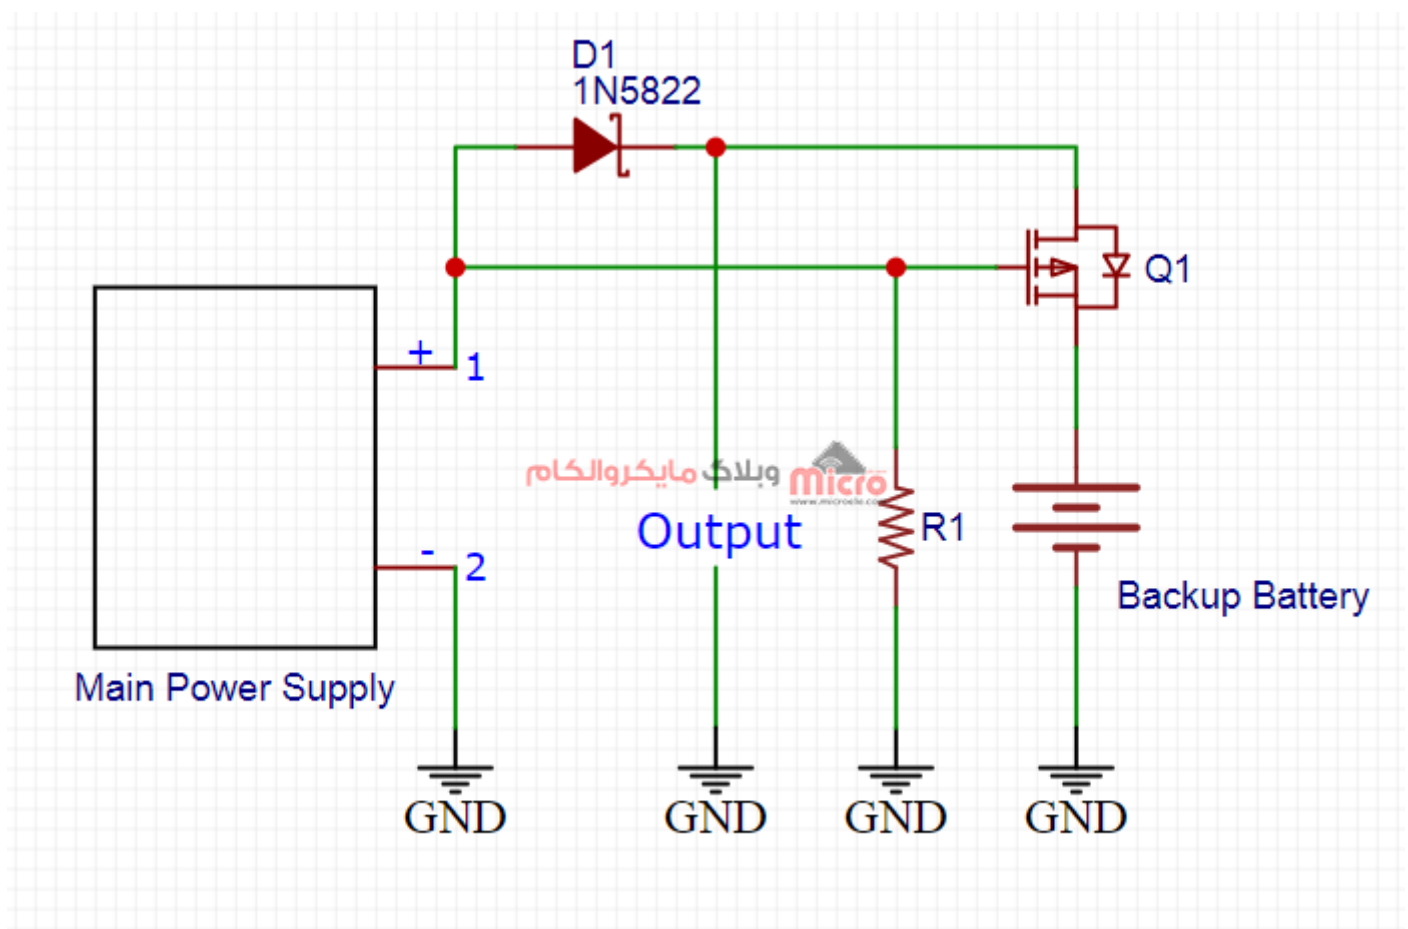 D1
1N5822
Q1
+ 1
وبلاگ مایکروالکام
Micro
Output
R1
- 2
Backup Battery
Main Power Supply
GND GND GND GND